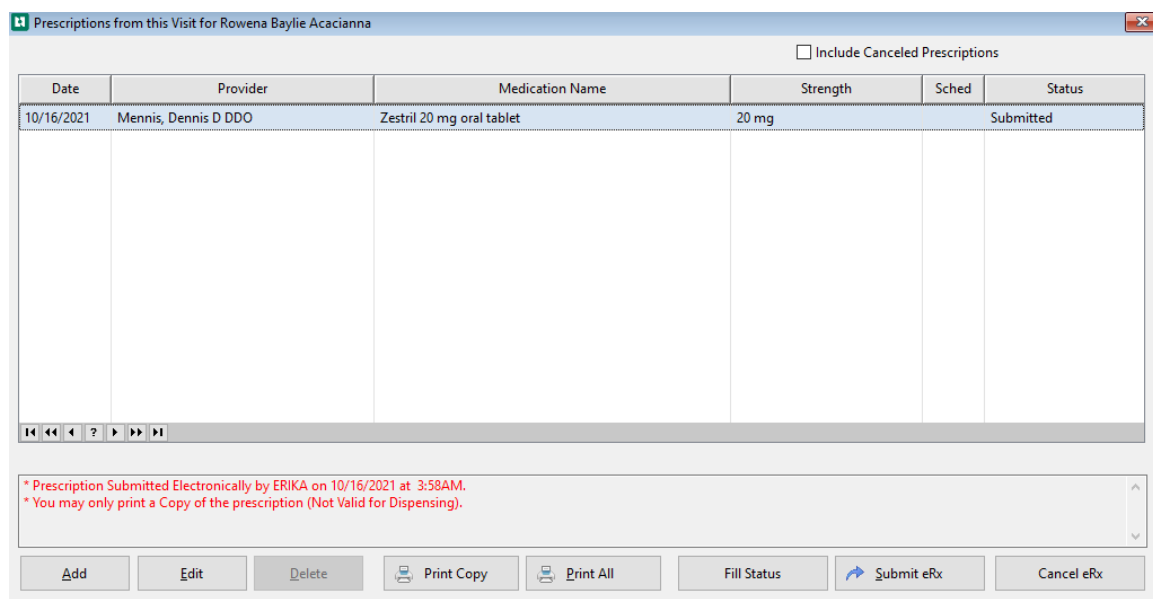 Prescriptions from this Visit for Rowena Baylie Acacianna
Include Canceled Prescriptions
Date Provider Medication Name Strength Sched Status
10/16/2021 Mennis, Dennis D DDO Zestril 20 mg oral tablet 20 mg Submitted
?
* Prescription Submitted Electronically by ERIKA on 10/16/2021 at 3:58AM.
* You may only print a Copy of the prescription (Not Valid for Dispensing).
Add Edit Delete Print Copy Print All Fill Status Submit eRx Cancel eRx